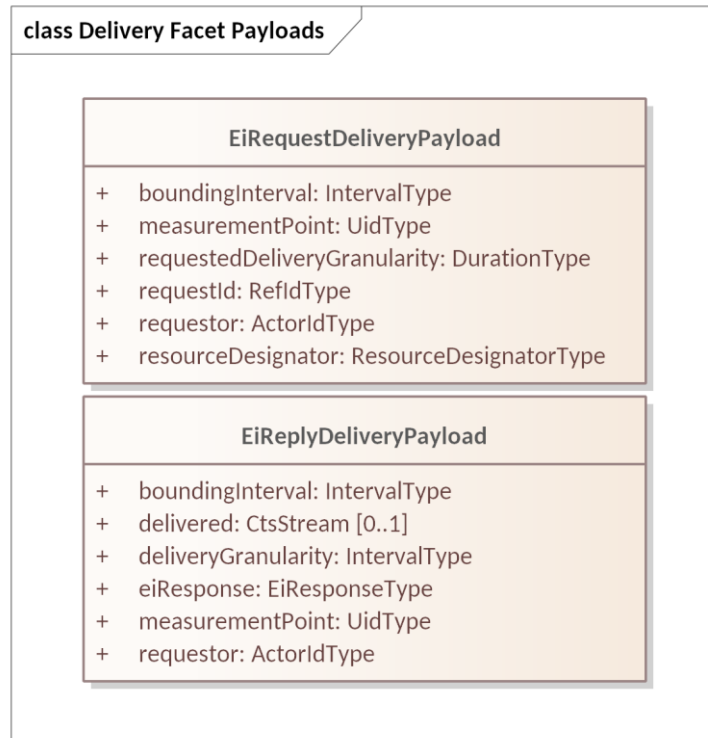 class Delivery Facet Payloads
EiRequestDeliveryPayload
+ boundingInterval: IntervalType
+ measurementPoint: UidType
+ requestedDeliveryGranularity: DurationType
+ requestId: RefIdType
+ requestor: ActorIdType
+ resourceDesignator: ResourceDesignatorType
EiReplyDeliveryPayload
+ boundingInterval: IntervalType
+ delivered: CtsStream [0..1]
+ deliveryGranularity: IntervalType
+ eiResponse: EiResponseType
+ measurementPoint: UidType
+ requestor: ActorIdType